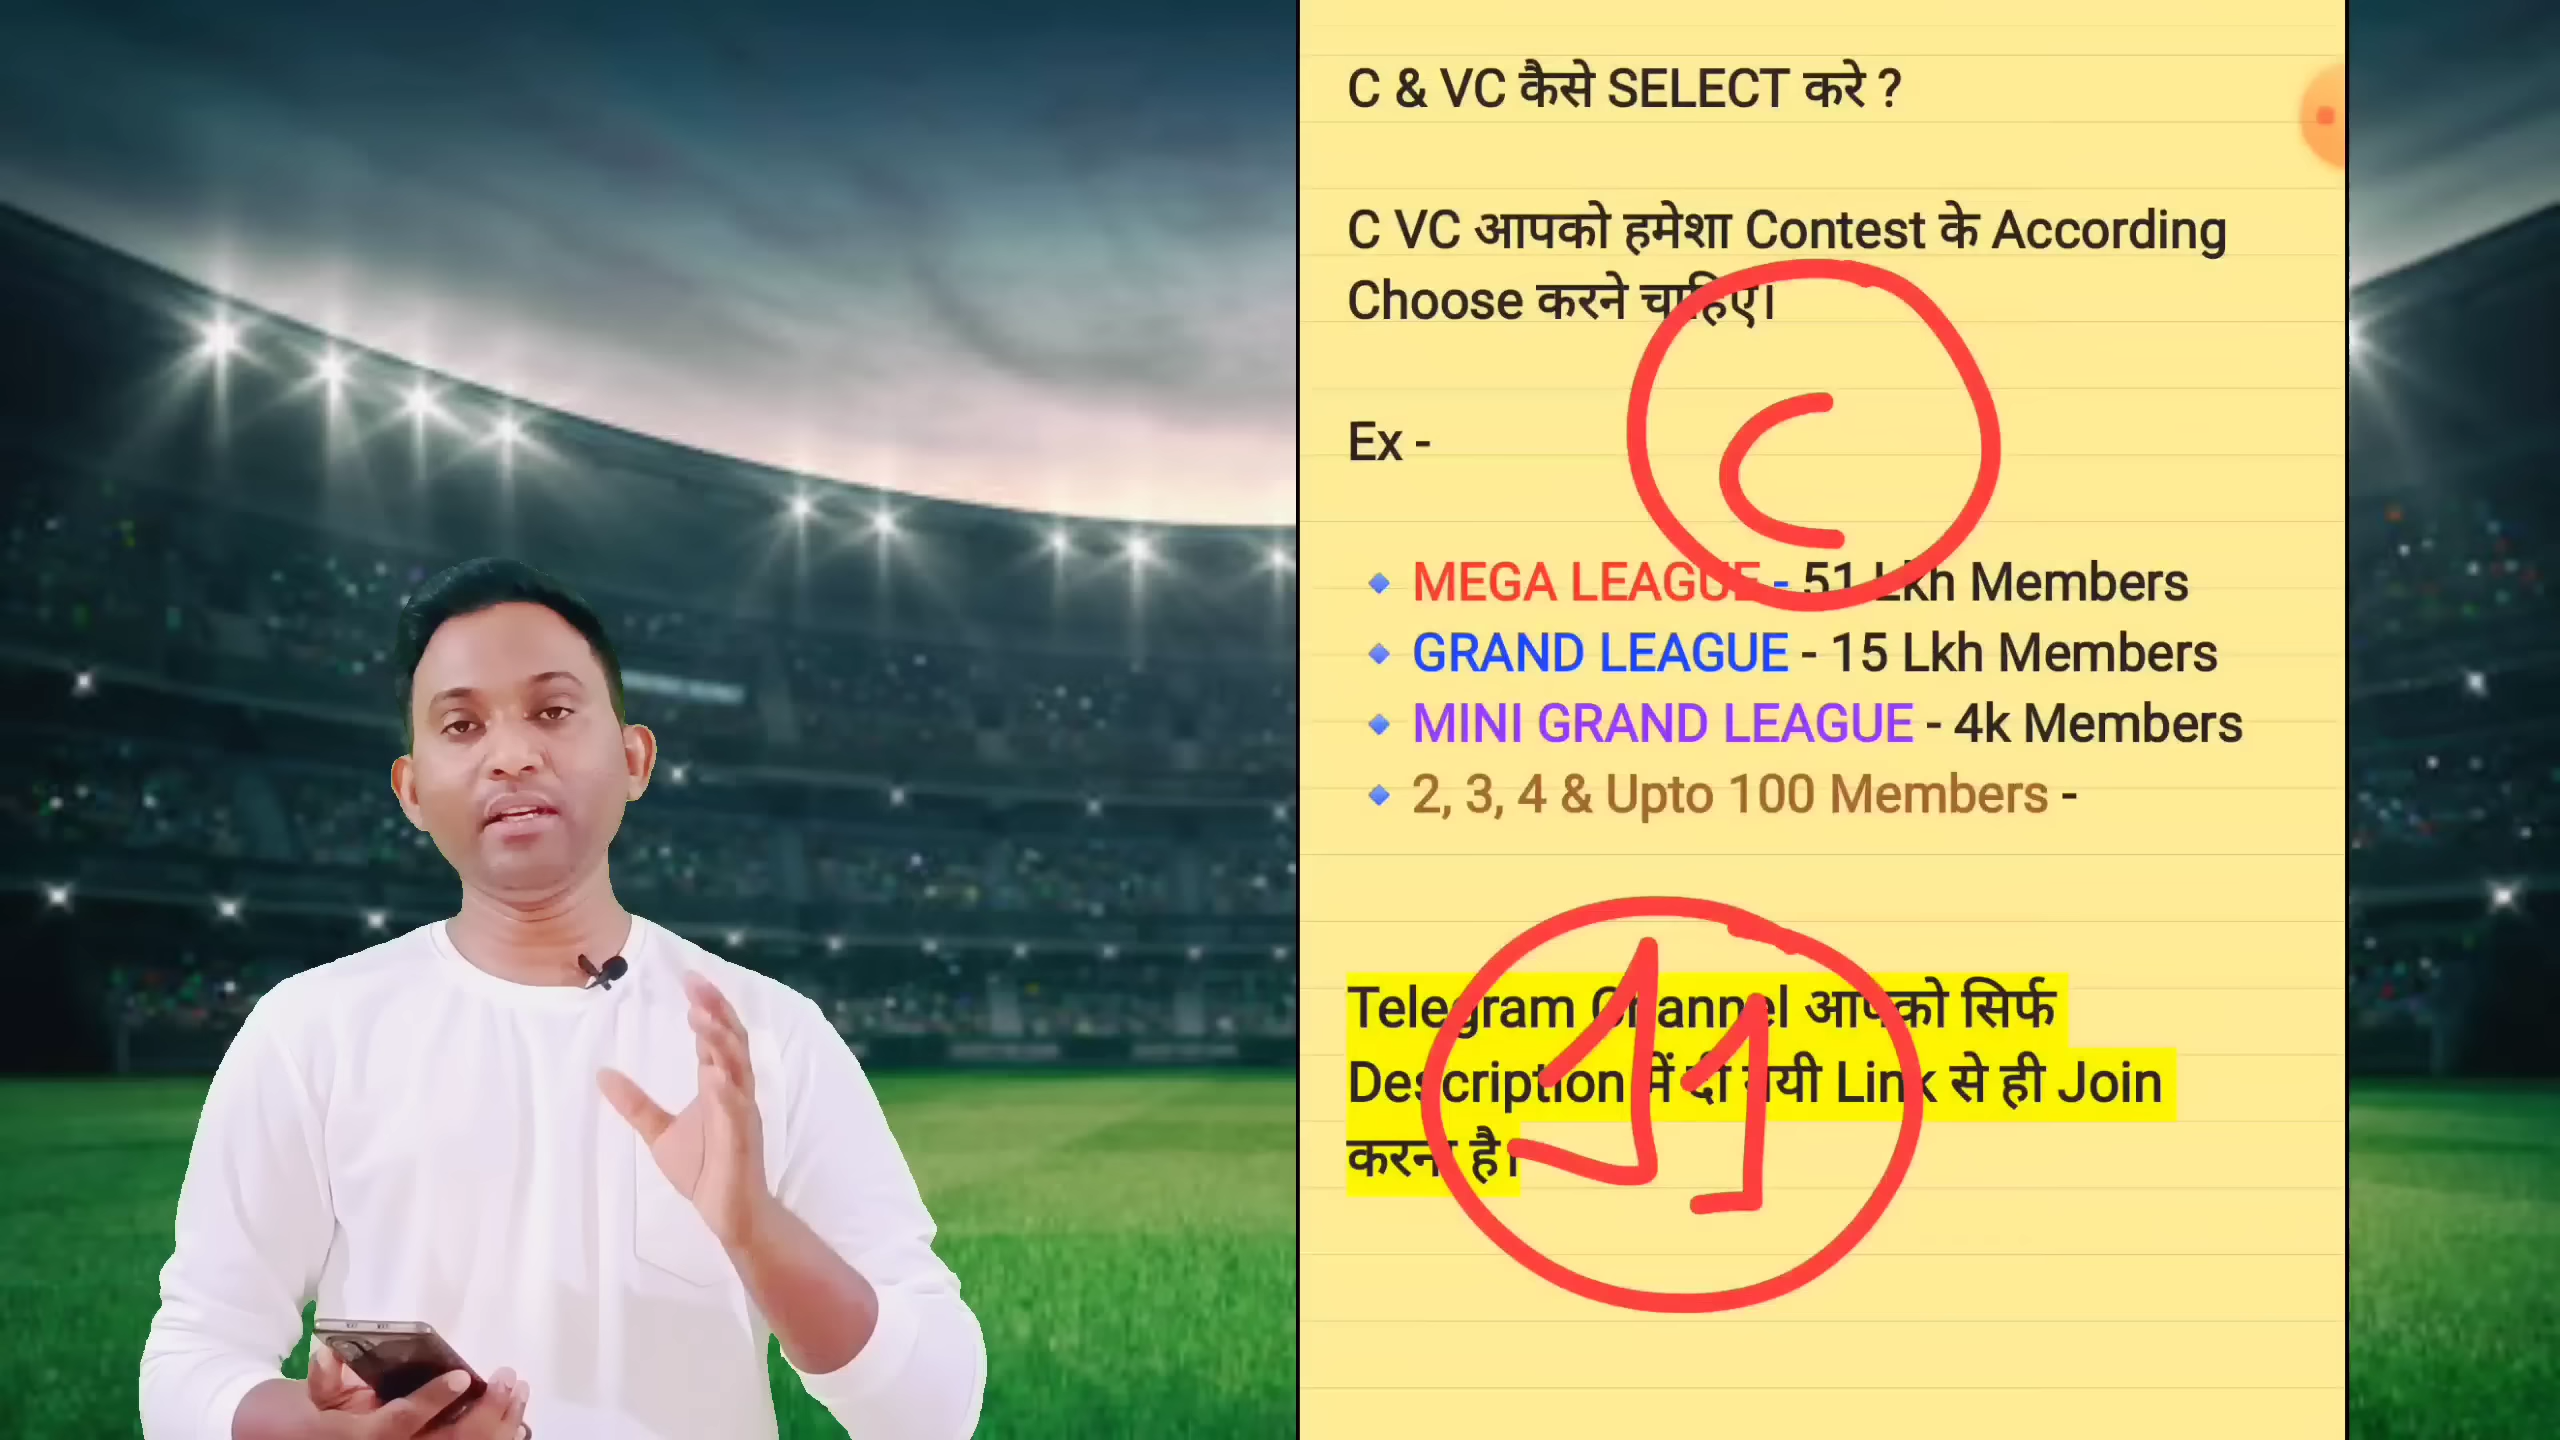 C & VC कैसे SELECT करे ?
C VC आपको हमेशा Contest के According
Choose करने चाहिए।
C
Ex -
MEGA LEAGUE - 51 Lkh Members
GRAND LEAGUE - 15 Lkh Members
MINI GRAND LEAGUE - 4k Members
2, 3, 4 & Upto 100 Members -
Telegram Channel आपको सिर्फ
Description में दी गयी Link से ही Join
करना है।
11